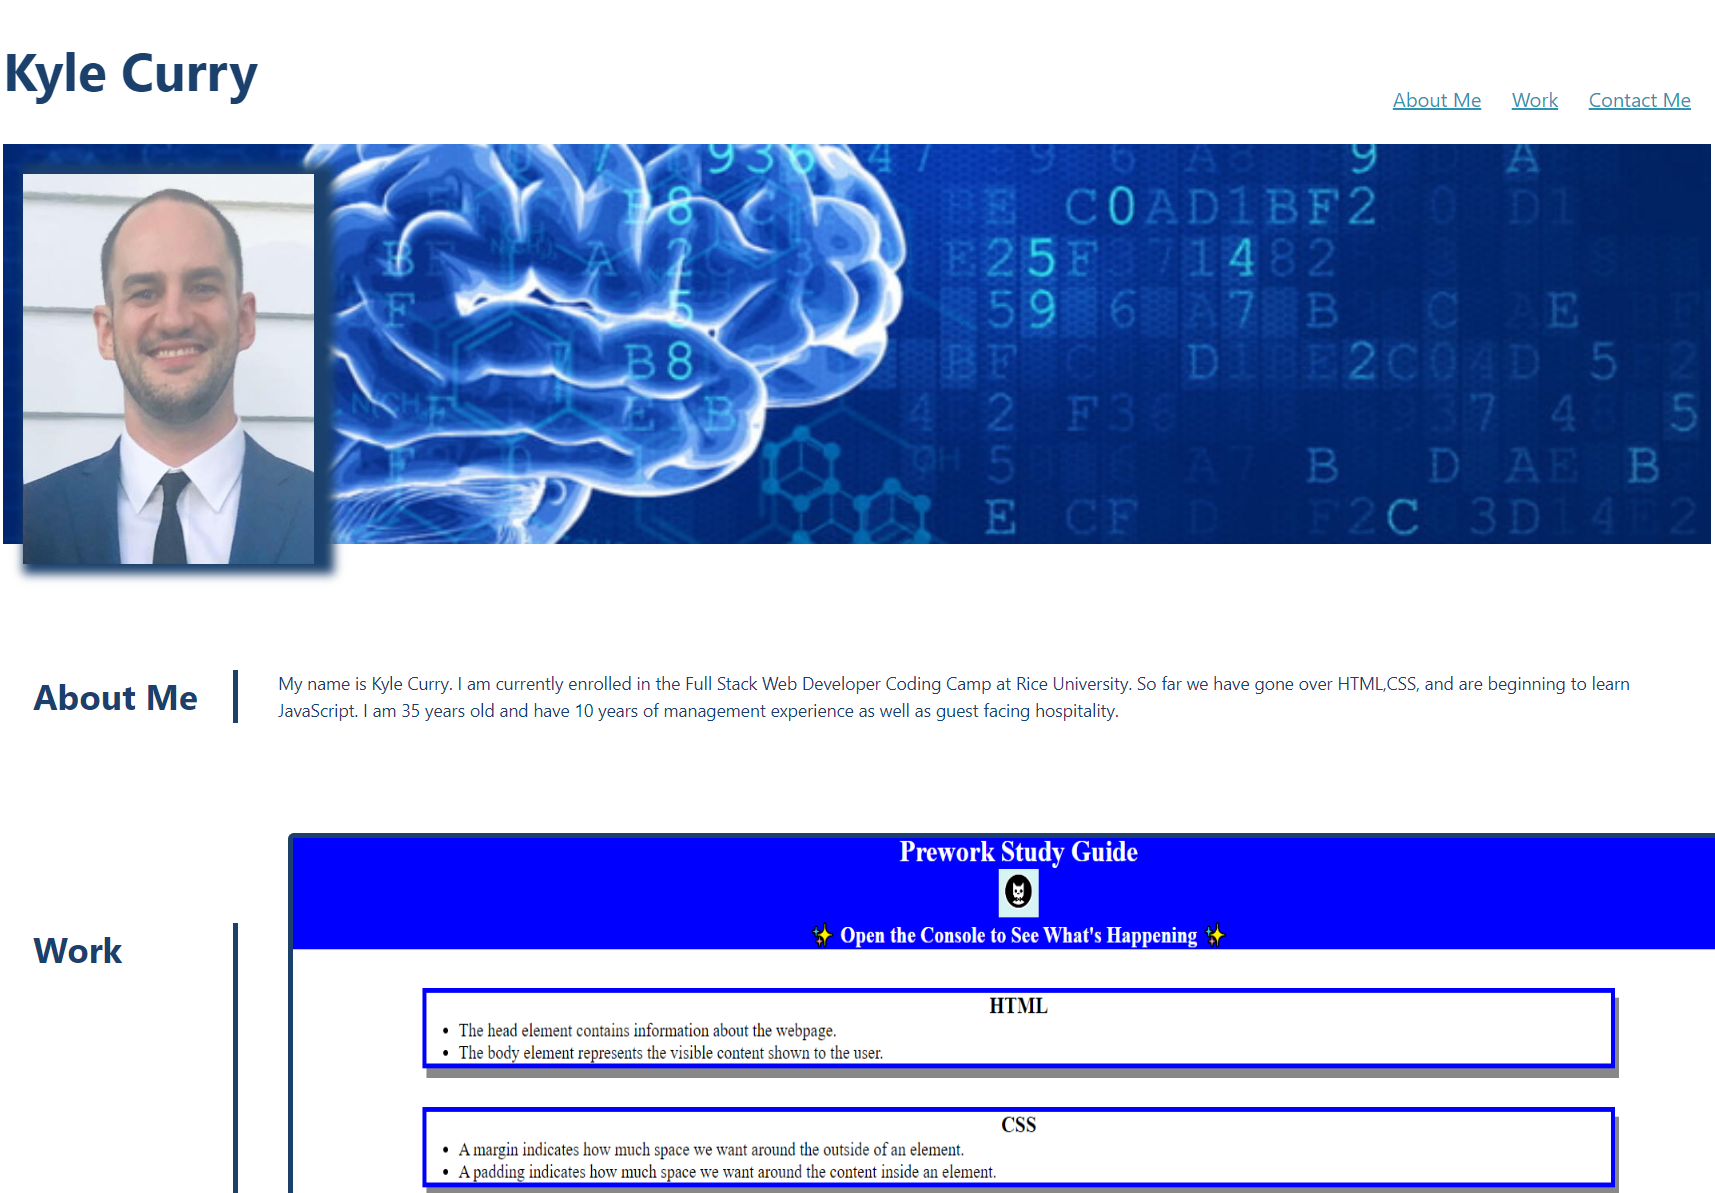 Kyle Curry
About Me Work Contact Me
About Me
My name is Kyle Curry. I am currently enrolled in the Full Stack Web Developer Coding Camp at Rice University. So far we have gone over HTML,CSS, and are beginning to learn
JavaScript. I am 35 years old and have 10 years of management experience as well as guest facing hospitality.
Work
Prework Study Guide
✨ Open the Console to See What's Happening ✨
HTML
• The head element contains information about the webpage.
• The body element represents the visible content shown to the user.
CSS
• A margin indicates how much space we want around the outside of an element.
• A padding indicates how much space we want around the content inside an element.